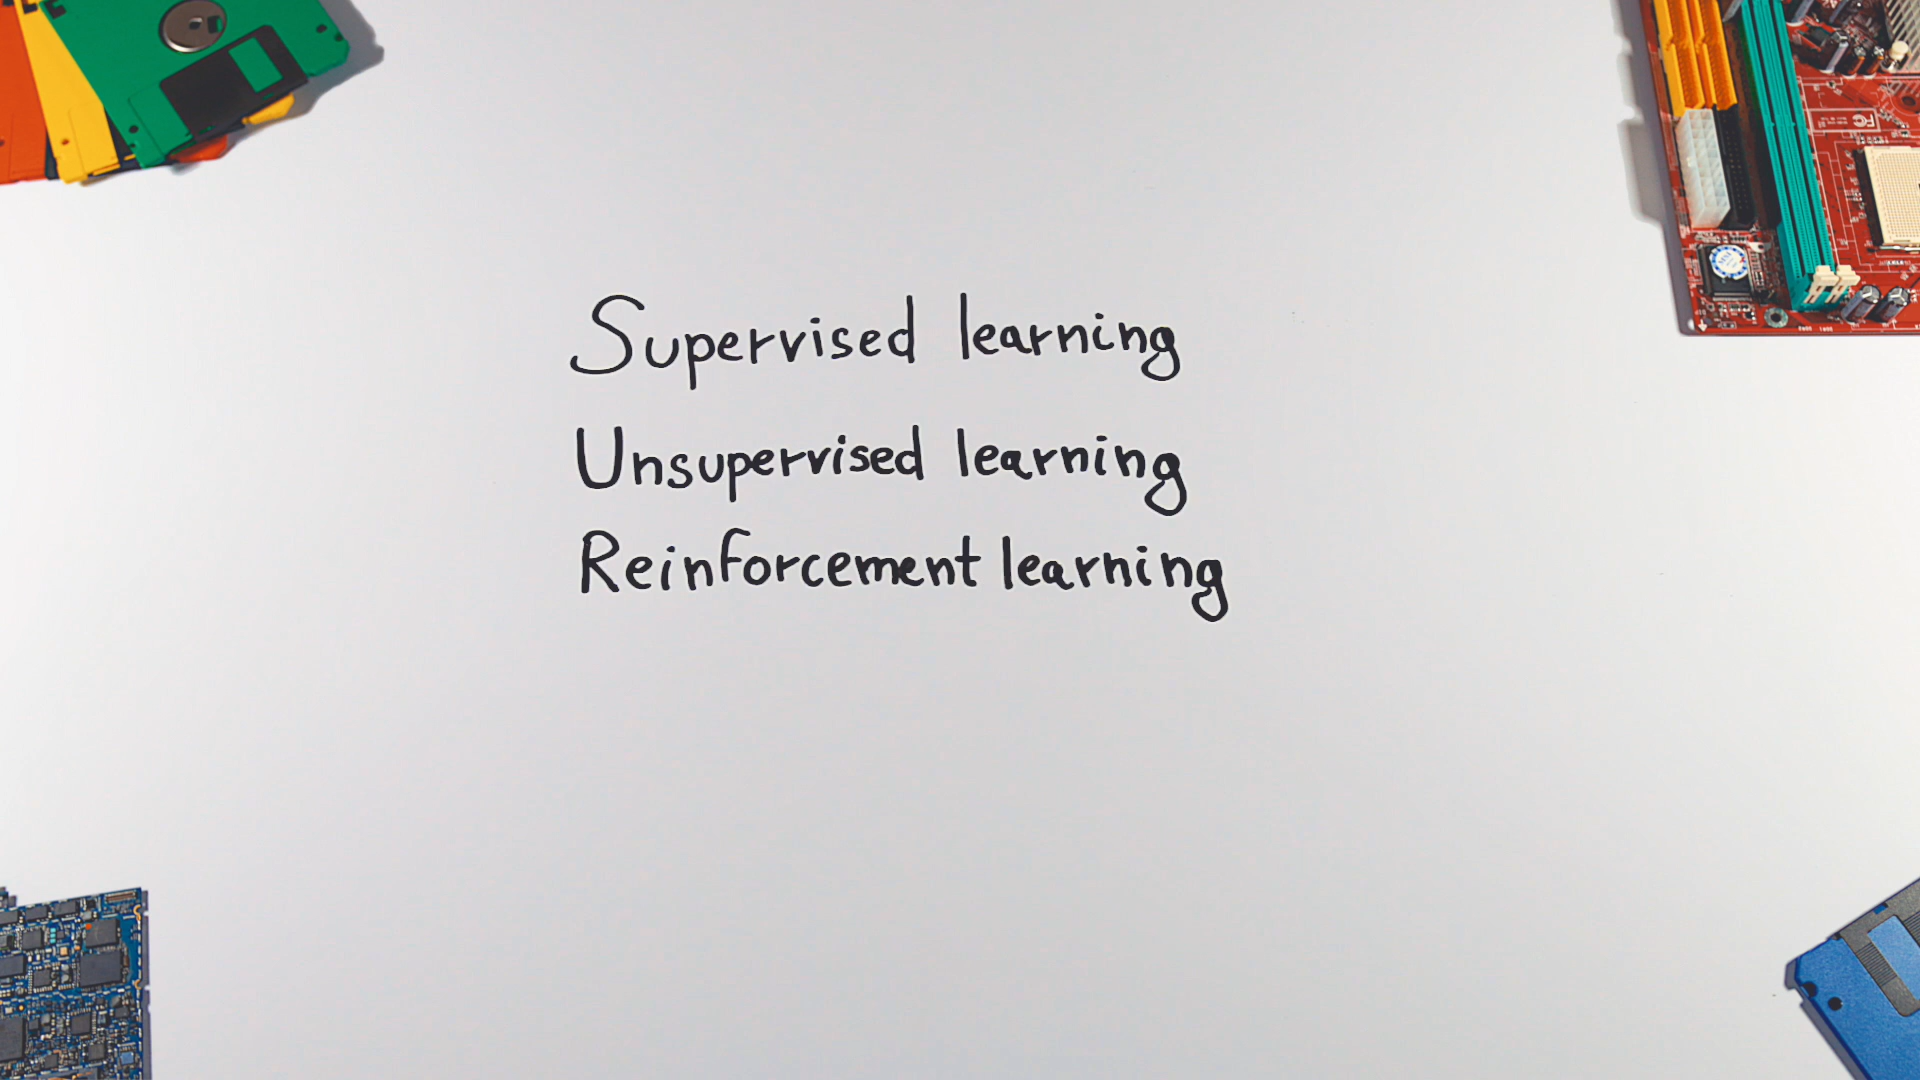 Supervised learning
Unsupervised learning
Reinforcement learning